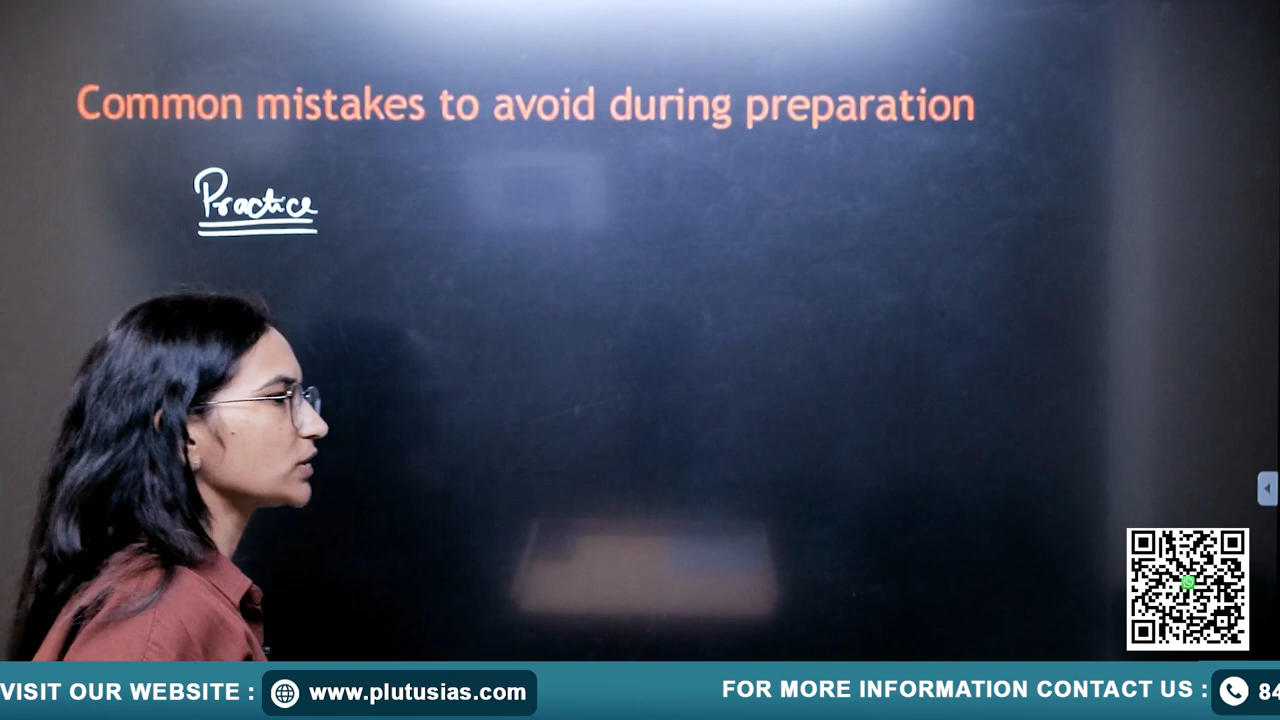 Common mistakes to avoid during preparation
Practice
VISIT OUR WEBSITE : www.plutusias.com
FOR MORE INFORMATION CONTACT US : 84